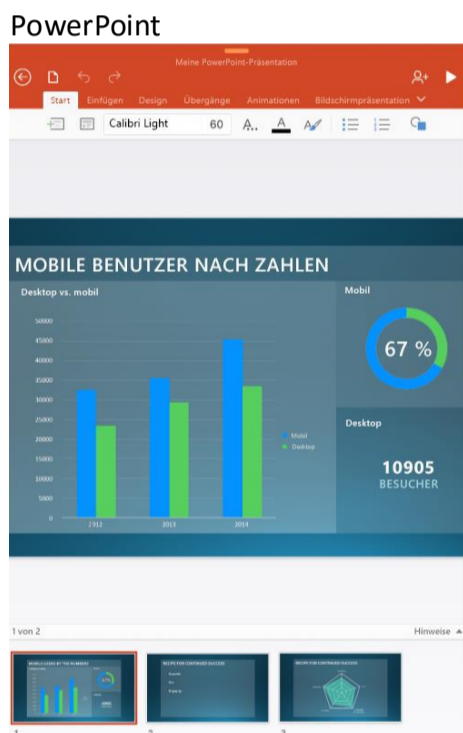 PowerPoint
Meine PowerPoint-Präsentation
Start Einfügen Design Übergänge Animationen Bildschirmpräsentation
Calibri Light 60 A.. A
MOBILE BENUTZER NACH ZAHLEN
Desktop vs. mobil
50000
45000
40000
35000
30000
25000
20000
15000
10000
5000
0
2012 2013 2014
Mobil
Desktop
Mobil
67 %
Desktop
10905
BESUCHER
1 von 2
Hinweise
MOBILE USERS BY THE NUMBERS
RECIPE FOR CONTINUED SUCCESS
RECIPE FOR CONTINUED SUCCESS
1 2 3